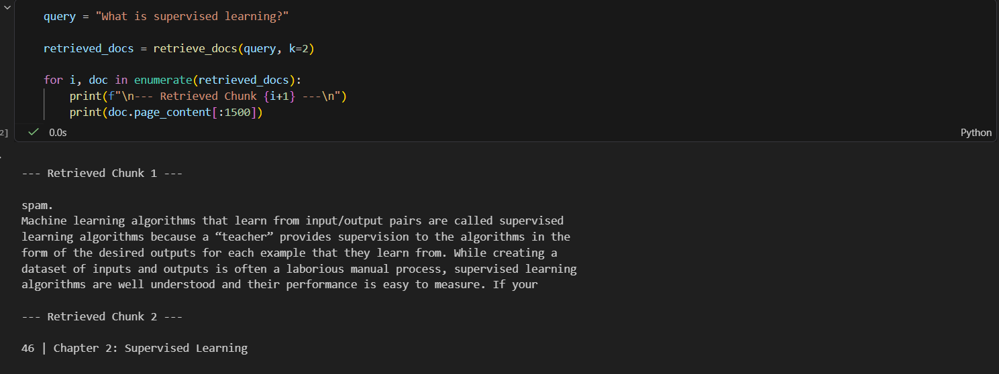 query = "What is supervised learning?"
retrieved_docs = retrieve_docs(query, k=2)
for i, doc in enumerate(retrieved_docs):
    print(f"\n--- Retrieved Chunk {i+1} ---\n")
    print(doc.page_content[:1500])
2]
0.0s
Python
--- Retrieved Chunk 1 ---
spam.
Machine learning algorithms that learn from input/output pairs are called supervised
learning algorithms because a “teacher” provides supervision to the algorithms in the
form of the desired outputs for each example that they learn from. While creating a
dataset of inputs and outputs is often a laborious manual process, supervised learning
algorithms are well understood and their performance is easy to measure. If your
--- Retrieved Chunk 2 ---
46 | Chapter 2: Supervised Learning